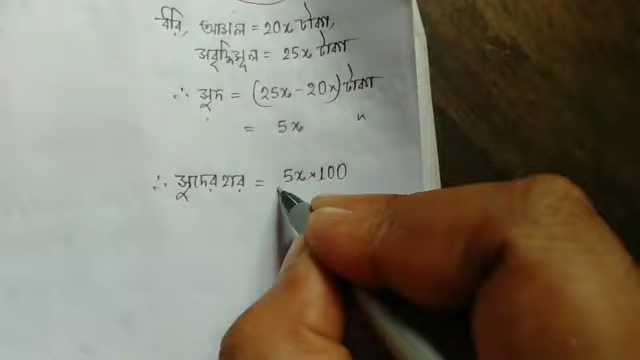 ধরি, আসল = 20x টাকা,
সবৃদ্ধিমূল = 25x টাকা
∴ সুদ = (25x - 20x) টাকা
= 5x "
∴ সুদের হার = 5x × 100